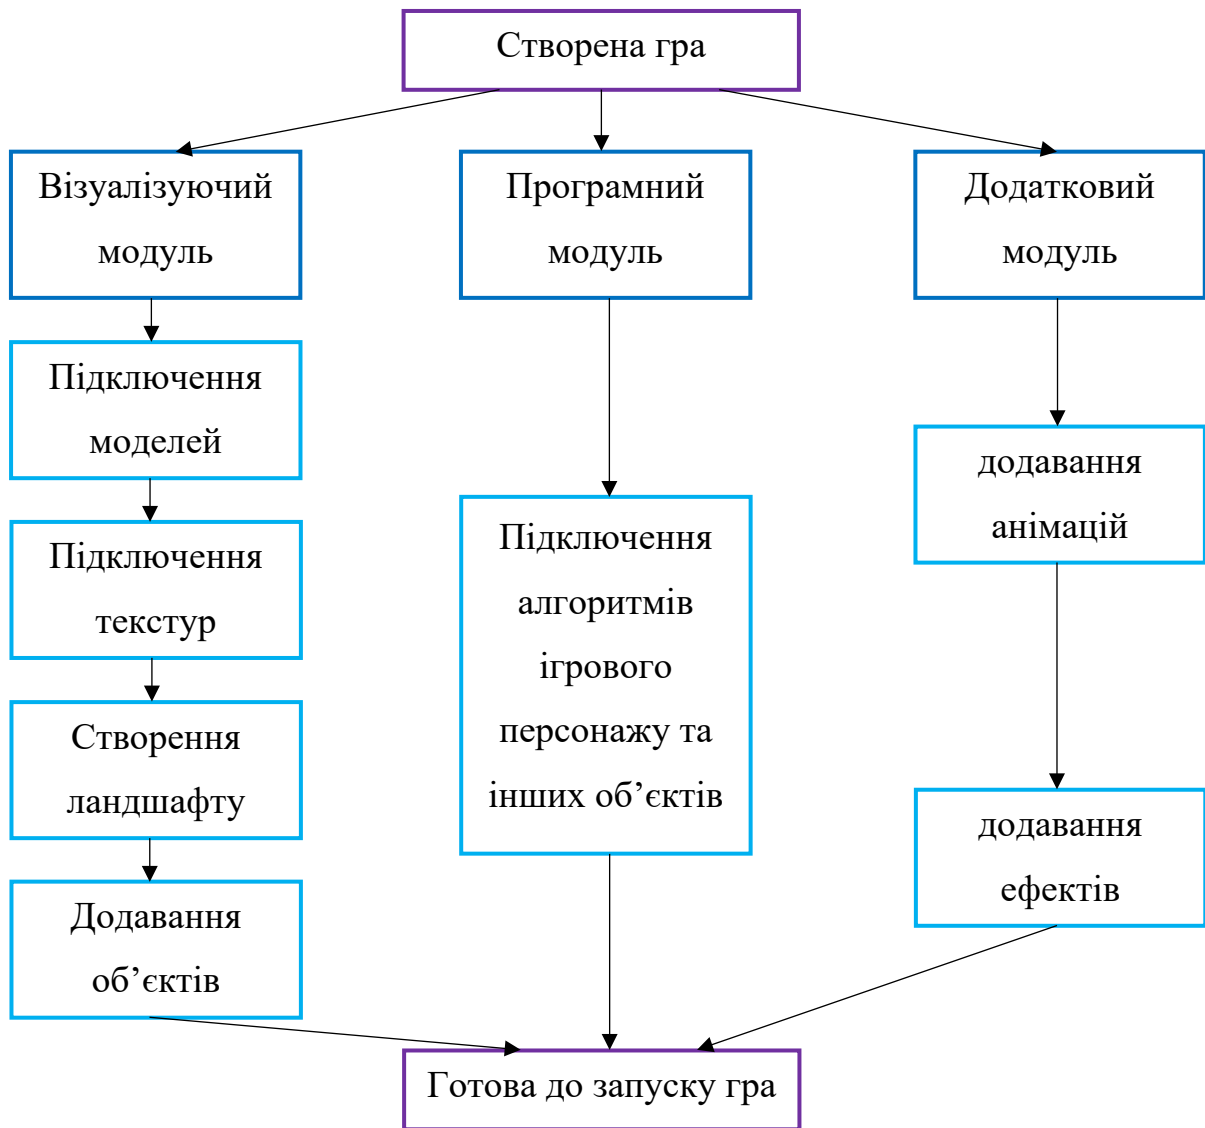 Створена гра
Візуалізуючий
модуль
Програмний
модуль
Додатковий
модуль
Підключення
моделей
Підключення
текстур
Створення
ландшафту
Додавання
об’єктів
Підключення
алгоритмів
ігрового
персонажу та
інших об’єктів
додавання
анімацій
додавання
ефектів
Готова до запуску гра